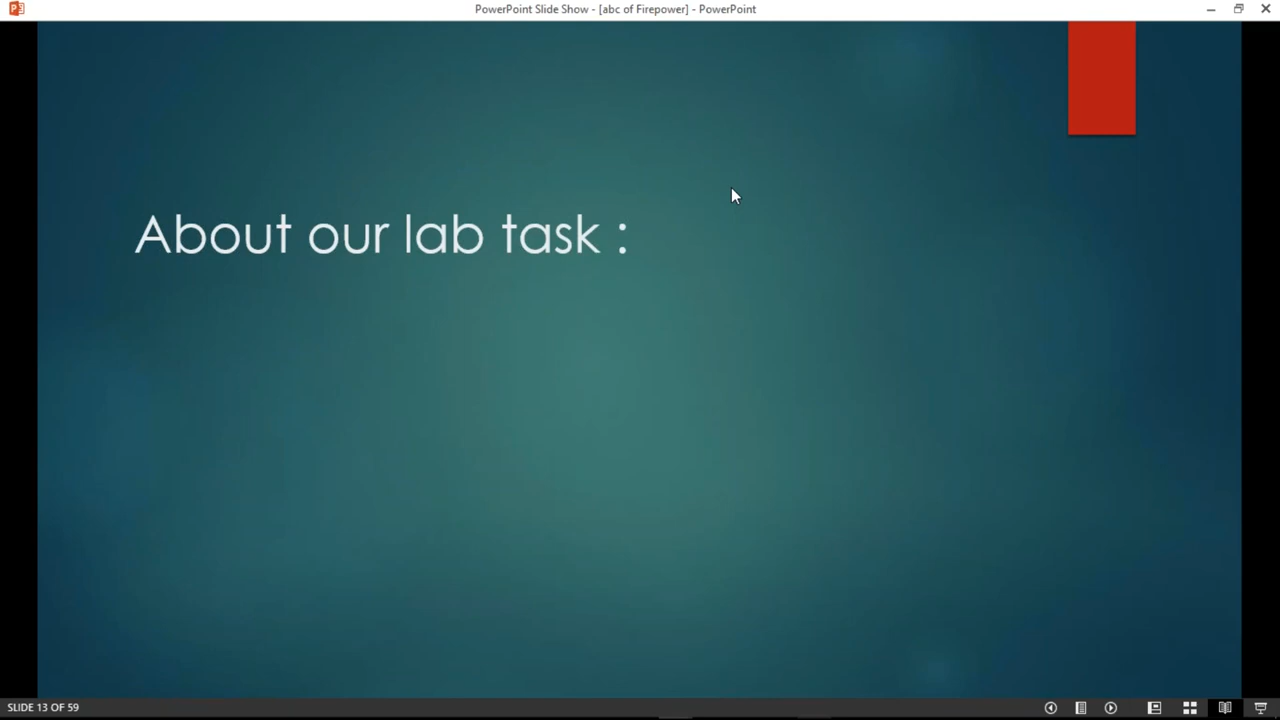 PowerPoint Slide Show - [abc of Firepower] - PowerPoint
About our lab task :
SLIDE 13 OF 59